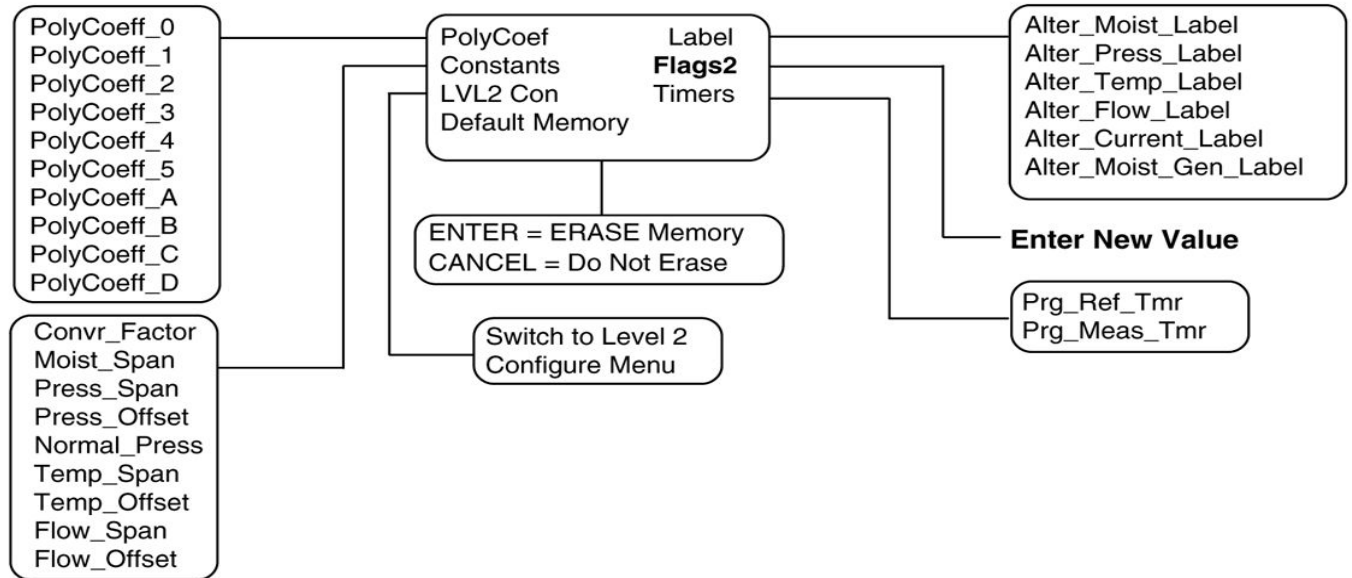 PolyCoeff_0
PolyCoeff_1
PolyCoeff_2
PolyCoeff_3
PolyCoeff_4
PolyCoeff_5
PolyCoeff_A
PolyCoeff_B
PolyCoeff_C
PolyCoeff_D
Convr_Factor
Moist_Span
Press_Span
Press_Offset
Normal_Press
Temp_Span
Temp_Offset
Flow_Span
Flow_Offset
PolyCoef Label
Constants Flags2
LVL2 Con Timers
Default Memory
ENTER = ERASE Memory
CANCEL = Do Not Erase
Switch to Level 2
Configure Menu
Alter_Moist_Label
Alter_Press_Label
Alter_Temp_Label
Alter_Flow_Label
Alter_Current_Label
Alter_Moist_Gen_Label
Enter New Value
Prg_Ref_Tmr
Prg_Meas_Tmr